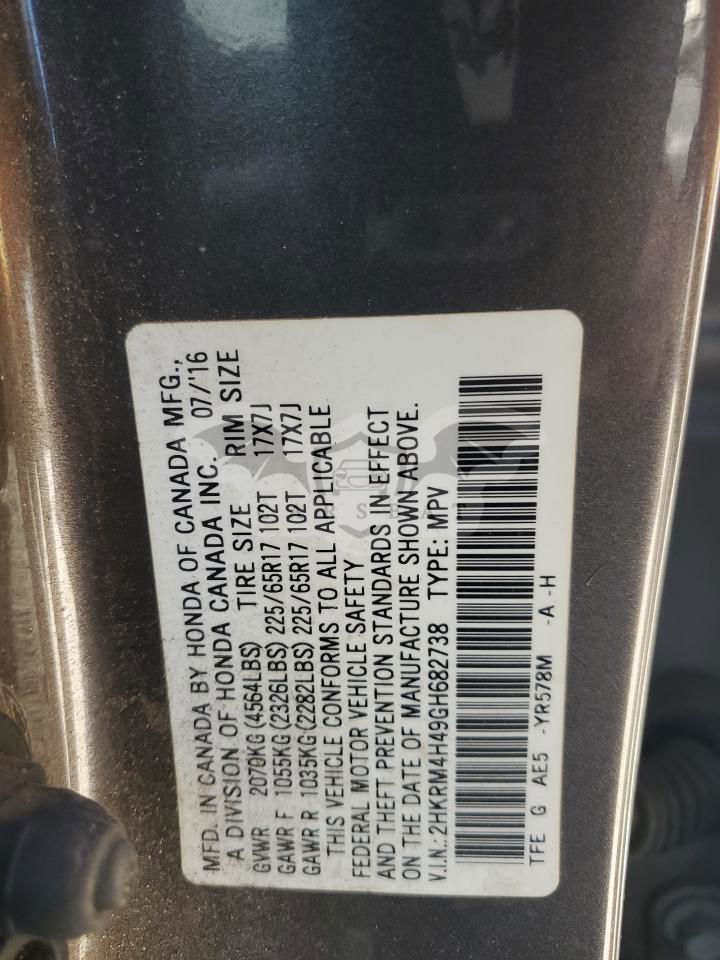 MFD. IN CANADA BY HONDA OF CANADA MFG.,
A DIVISION OF HONDA CANADA INC. 07/'16
GVWR 2070KG (4564LBS) TIRE SIZE RIM SIZE
GAWR F 1055KG (2326LBS) 225/65R17 102T 17X7J
GAWR R 1035KG (2282LBS) 225/65R17 102T 17X7J
THIS VEHICLE CONFORMS TO ALL APPLICABLE
FEDERAL MOTOR VEHICLE SAFETY
AND THEFT PREVENTION STANDARDS IN EFFECT
ON THE DATE OF MANUFACTURE SHOWN ABOVE.
V.I.N.: 2HKRM4H49GH682738 TYPE: MPV
TFE G AE5 -YR578M -A -H